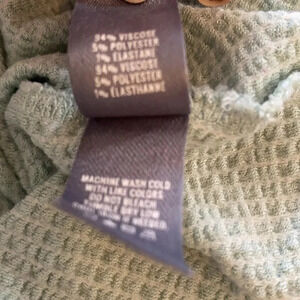 94% VISCOSE
5% POLYESTER
1% ELASTANE
94% VISCOSE
5% POLYESTER
1% ELASTHANNE
MACHINE WASH COLD
WITH LIKE COLORS
DO NOT BLEACH
TUMBLE DRY LOW
IF NEEDED